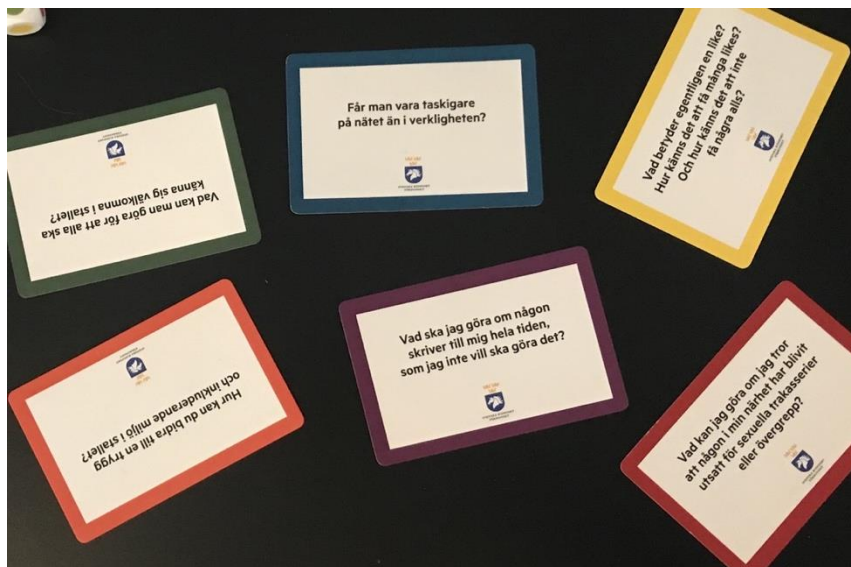 Vad kan man göra för att alla ska
känna sig välkomna i stallet?
Får man vara taskigare
på nätet än i verkligheten?
Vad betyder egentligen en like?
Hur känns det att få många likes?
Och hur känns det att inte
få några alls?
Hur kan du bidra till en trygg
och inkluderande miljö i stallet?
Vad ska jag göra om någon
skriver till mig hela tiden,
som jag inte vill ska göra det?
Vad kan jag göra om jag tror
att någon i min närhet har blivit
utsatt för sexuella trakasserier
eller övergrepp?